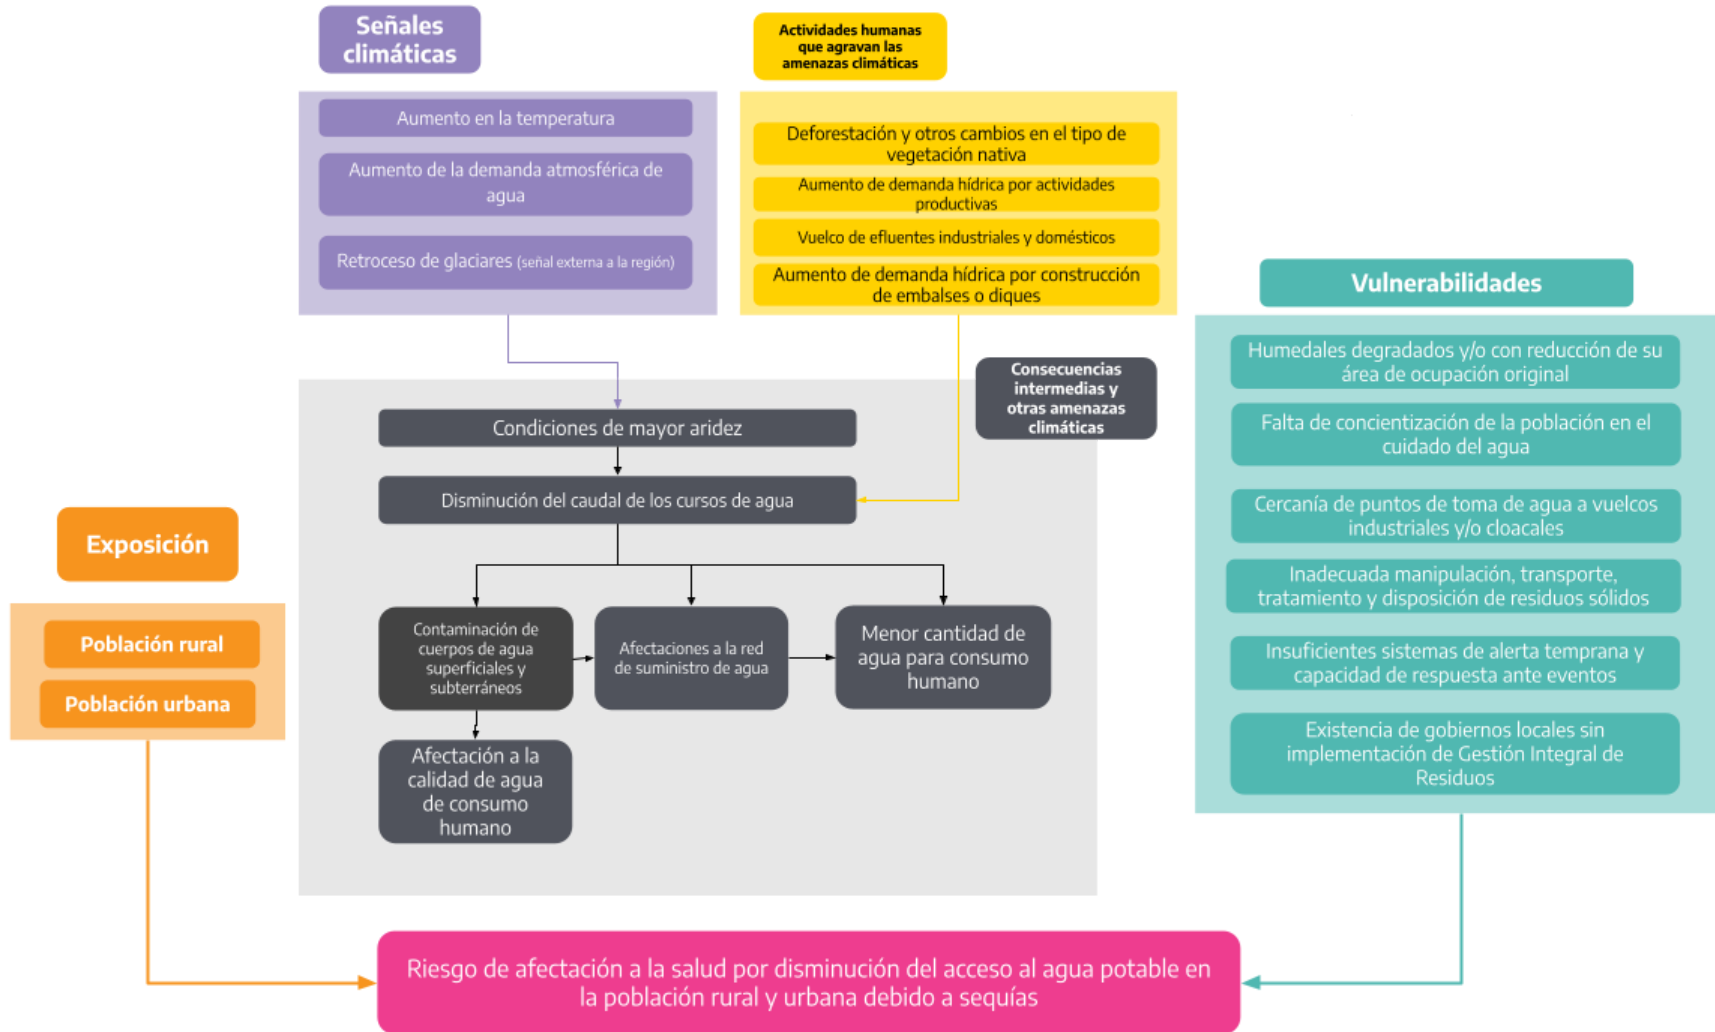 Señales
climáticas
Aumento en la temperatura
Aumento de la demanda atmosférica de
agua
Retroceso de glaciares (señal externa a la región)
Actividades humanas
que agravan las
amenazas climáticas
Deforestación y otros cambios en el tipo de
vegetación nativa
Aumento de demanda hídrica por actividades
productivas
Vuelco de efluentes industriales y domésticos
Aumento de demanda hídrica por construcción
de embalses o diques
Consecuencias
intermedias y
otras amenazas
climáticas
Condiciones de mayor aridez
Disminución del caudal de los cursos de agua
Contaminación de
cuerpos de agua
superficiales y
subterráneos
Afectaciones a la red
de suministro de agua
Menor cantidad de
agua para consumo
humano
Afectación a la
calidad de agua
de consumo
humano
Exposición
Población rural
Población urbana
Vulnerabilidades
Humedales degradados y/o con reducción de su
área de ocupación original
Falta de concientización de la población en el
cuidado del agua
Cercanía de puntos de toma de agua a vuelcos
industriales y/o cloacales
Inadecuada manipulación, transporte,
tratamiento y disposición de residuos sólidos
Insuficientes sistemas de alerta temprana y
capacidad de respuesta ante eventos
Existencia de gobiernos locales sin
implementación de Gestión Integral de
Residuos
Riesgo de afectación a la salud por disminución del acceso al agua potable en
la población rural y urbana debido a sequías